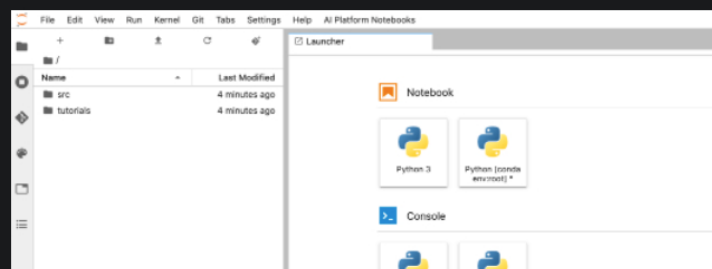 File Edit View Run Kernel Git Tabs Settings Help AI Platform Notebooks
Launcher
/
Name Last Modified
src 4 minutes ago
tutorials 4 minutes ago
Notebook
Python 3
Python [conda
env:root] *
Console